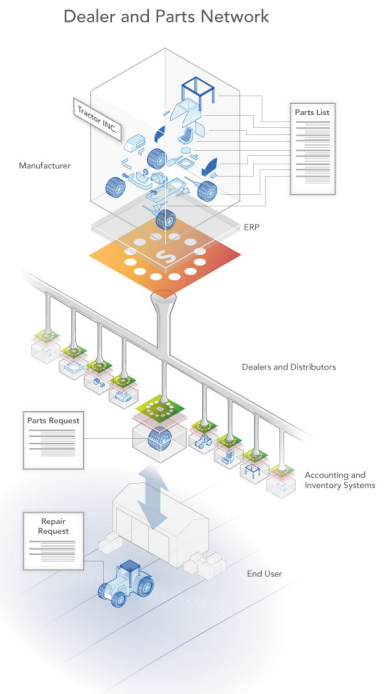 Dealer and Parts Network
Tractor INC.
Parts List
Manufacturer
ERP
S
Dealers and Distributors
Parts Request
Accounting and
Inventory Systems
Repair
Request
End User